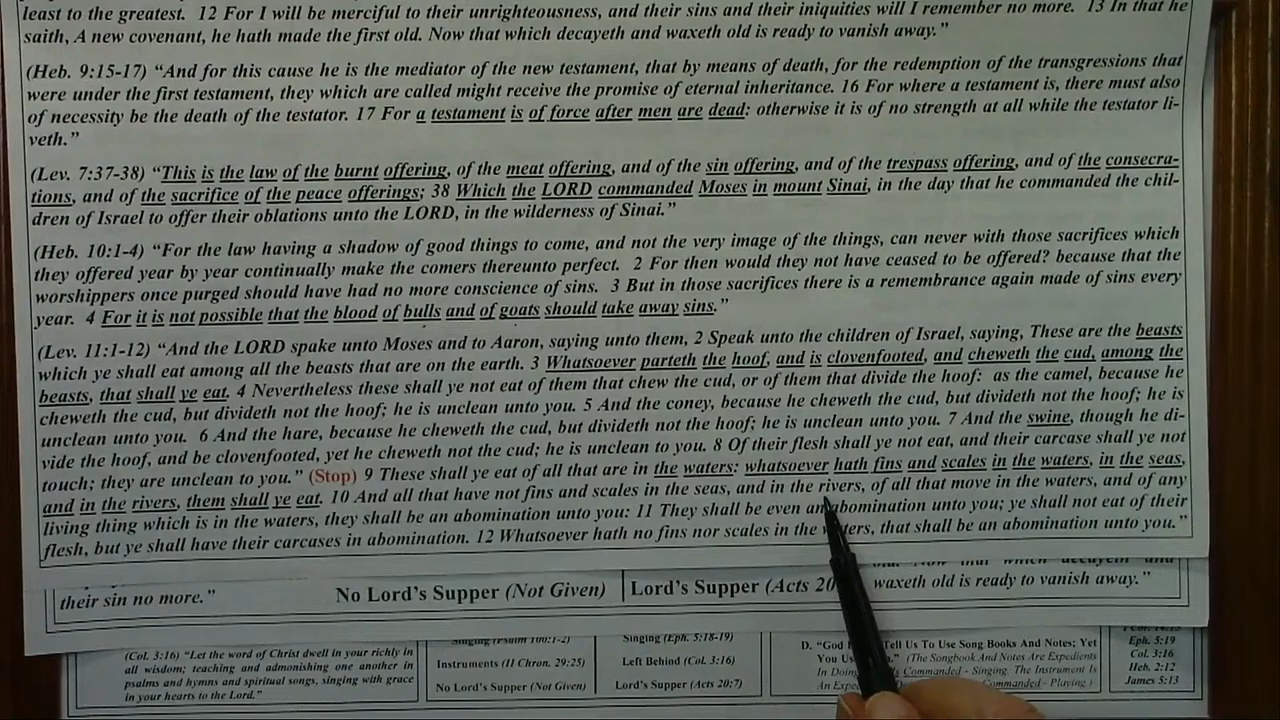 least to the greatest. 12 For I will be merciful to their unrighteousness, and their sins and their iniquities will I remember no more. 13 In that he
saith, A new covenant, he hath made the first old. Now that which decayeth and waxeth old is ready to vanish away.”
(Heb. 9:15-17) “And for this cause he is the mediator of the new testament, that by means of death, for the redemption of the transgressions that
were under the first testament, they which are called might receive the promise of eternal inheritance. 16 For where a testament is, there must also
of necessity be the death of the testator. 17 For a testament is of force after men are dead: otherwise it is of no strength at all while the testator li-
veth.”
(Lev. 7:37-38) “This is the law of the burnt offering, of the meat offering, and of the sin offering, and of the trespass offering, and of the consecra-
tions, and of the sacrifice of the peace offerings; 38 Which the LORD commanded Moses in mount Sinai, in the day that he commanded the chil-
dren of Israel to offer their oblations unto the LORD, in the wilderness of Sinai.”
(Heb. 10:1-4) “For the law having a shadow of good things to come, and not the very image of the things, can never with those sacrifices which
they offered year by year continually make the comers thereunto perfect. 2 For then would they not have ceased to be offered? because that the
worshippers once purged should have had no more conscience of sins. 3 But in those sacrifices there is a remembrance again made of sins every
year. 4 For it is not possible that the blood of bulls and of goats should take away sins.”
(Lev. 11:1-12) “And the LORD spake unto Moses and to Aaron, saying unto them, 2 Speak unto the children of Israel, saying, These are the beasts
which ye shall eat among all the beasts that are on the earth. 3 Whatsoever parteth the hoof, and is clovenfooted, and cheweth the cud, among the
beasts, that shall ye eat. 4 Nevertheless these shall ye not eat of them that chew the cud, or of them that divide the hoof: as the camel, because he
cheweth the cud, but divideth not the hoof; he is unclean unto you. 5 And the coney, because he cheweth the cud, but divideth not the hoof; he is
unclean unto you. 6 And the hare, because he cheweth the cud, but divideth not the hoof; he is unclean unto you. 7 And the swine, though he di-
vide the hoof, and be clovenfooted, yet he cheweth not the cud; he is unclean to you. 8 Of their flesh shall ye not eat, and their carcase shall ye not
touch; they are unclean to you.” (Stop) 9 These shall ye eat of all that are in the waters: whatsoever hath fins and scales in the waters, in the seas,
and in the rivers, them shall ye eat. 10 And all that have not fins and scales in the seas, and in the rivers, of all that move in the waters, and of any
living thing which is in the waters, they shall be an abomination unto you: 11 They shall be even an abomination unto you; ye shall not eat of their
flesh, but ye shall have their carcases in abomination. 12 Whatsoever hath no fins nor scales in the waters, that shall be an abomination unto you.”
their sin no more.”
No Lord’s Supper (Not Given)
Lord’s Supper (Acts 20
waxeth old is ready to vanish away.”
(Col. 3:16) “Let the word of Christ dwell in your richly in
all wisdom; teaching and admonishing one another in
psalms and hymns and spiritual songs, singing with grace
in your hearts to the Lord.”
Singing (Psalm 100:1-2)
Instruments (II Chron. 29:25)
No Lord’s Supper (Not Given)
Singing (Eph. 5:18-19)
Left Behind (Col. 3:16)
Lord’s Supper (Acts 20:7)
D. “God Tell Us To Use Song Books And Notes; Yet
You Us (The Songbook And Notes Are Expedients
In Doing Commanded - Singing. The Instrument Is
An Commanded - Playing
Eph. 5:19
Col. 3:16
Heb. 2:12
James 5:13